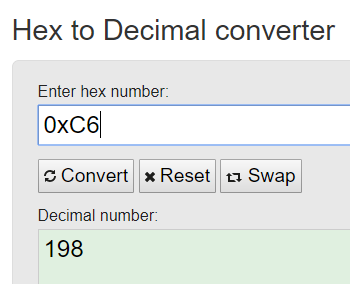 Hex to Decimal converter
Enter hex number:
0xC6
Convert Reset Swap
Decimal number:
198